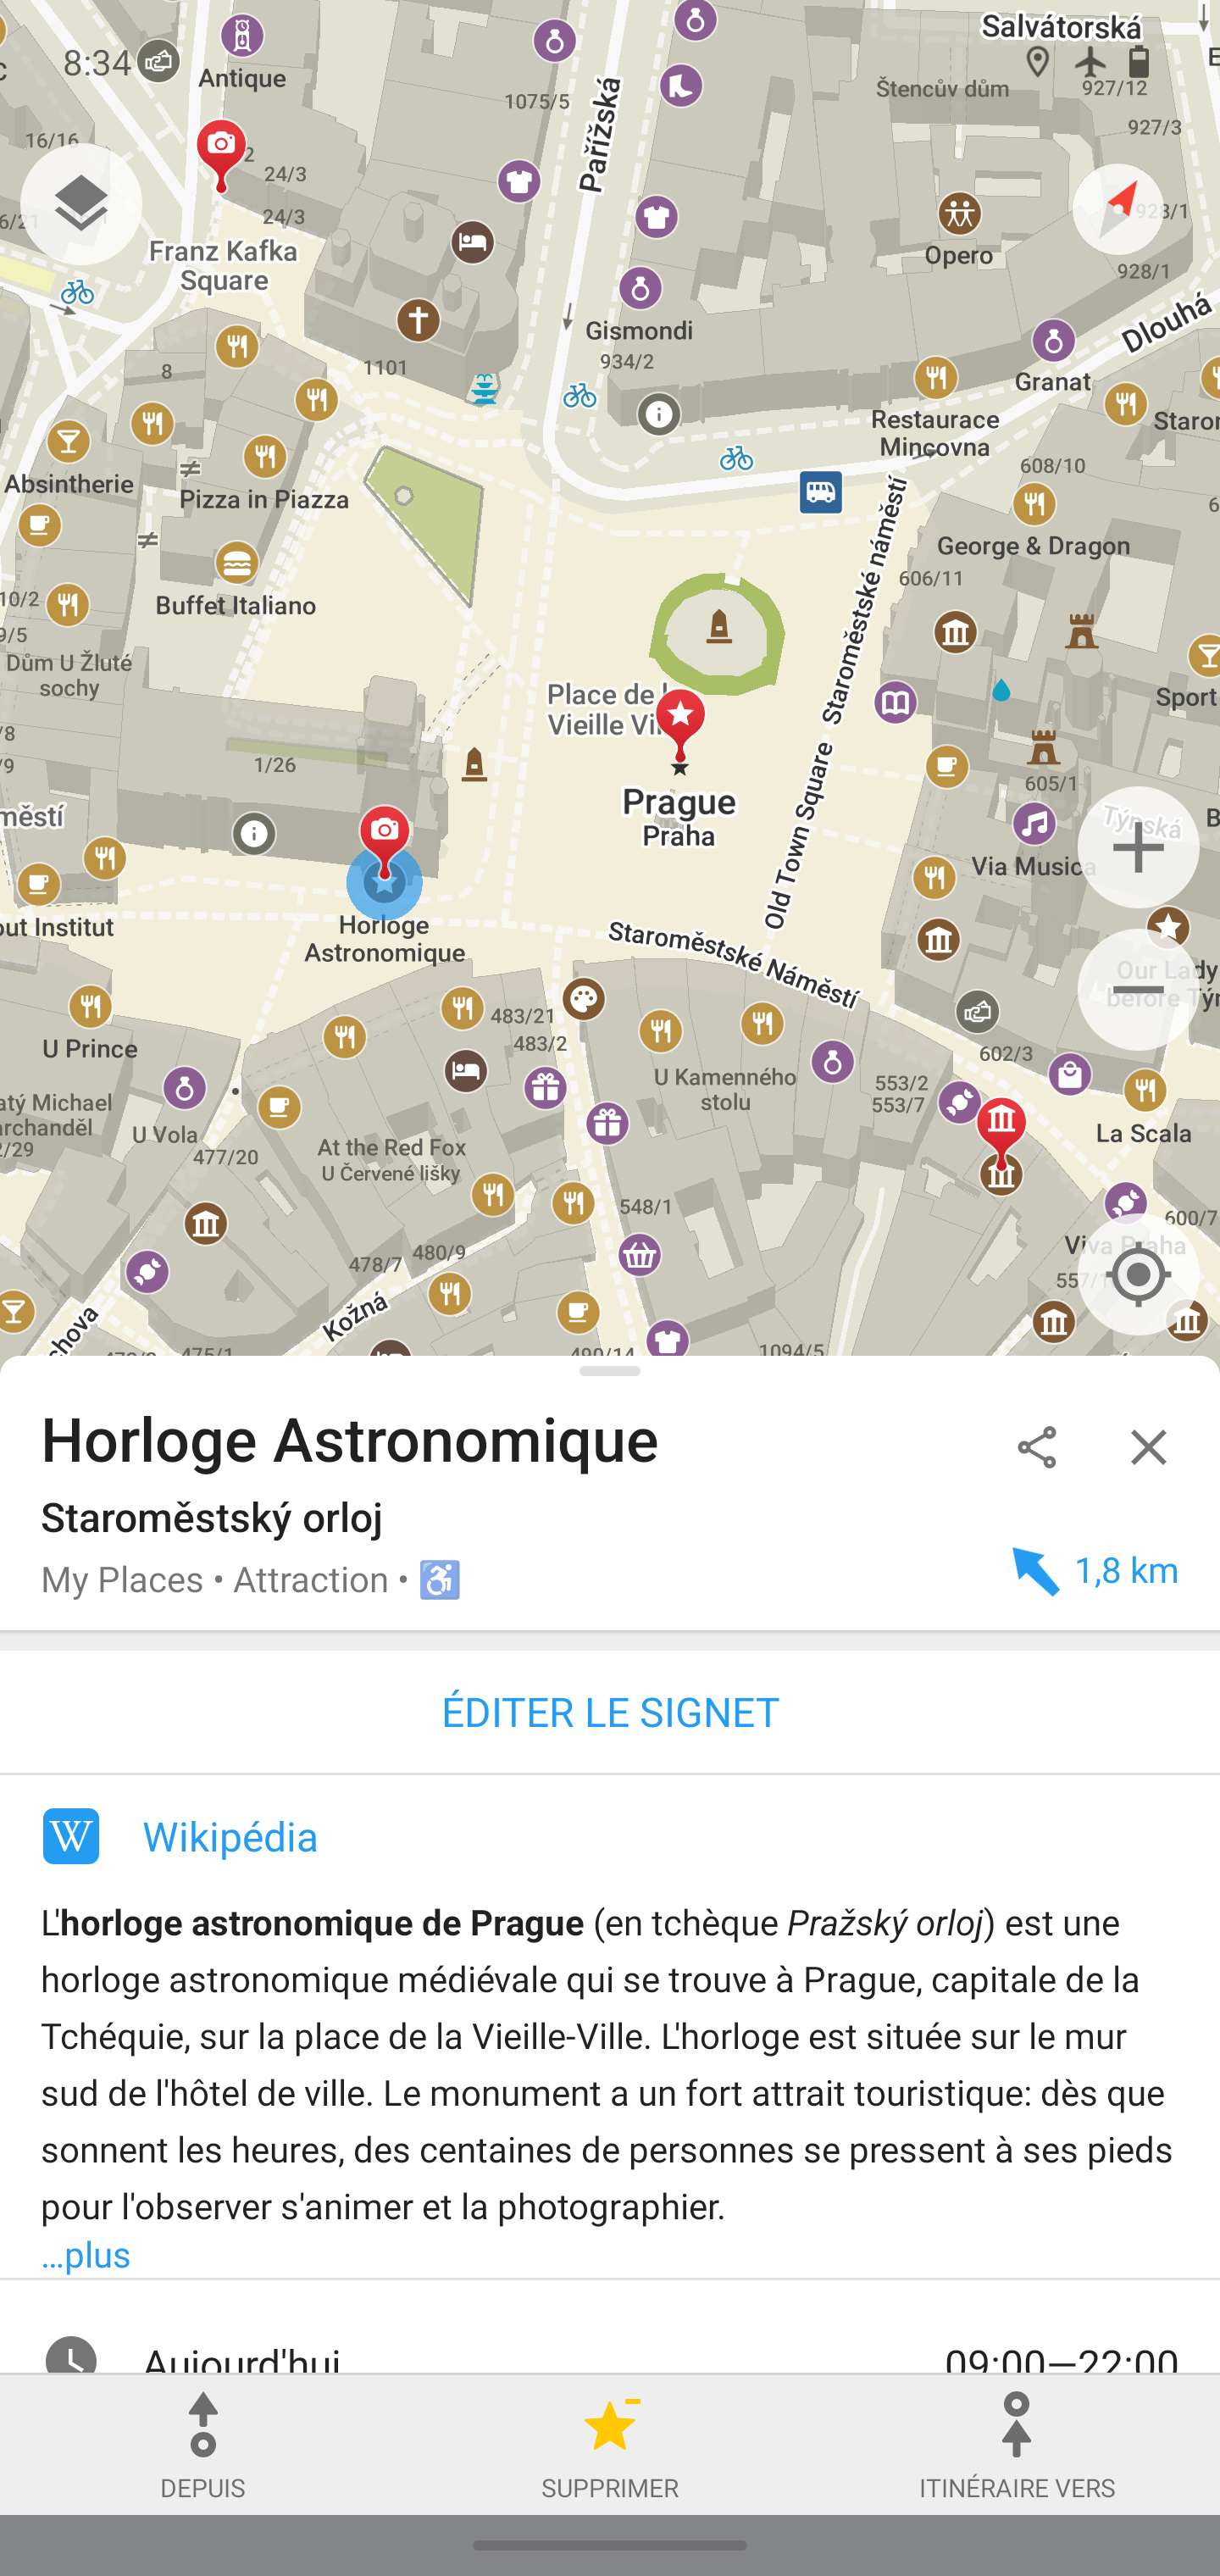 Salvátorská
8:34
Antique
1075/5
Pařížská
Štencův dům
927/12
927/3
16/16
24/3
24/3
Franz Kafka
Square
Opero
928/1
Gismondi
934/2
Dlouhá
1101
8
Granat
Restaurace
Mincovna
Absintherie
Pizza in Piazza
608/10
George & Dragon
606/11
Buffet Italiano
Dům U Žluté
sochy
Staroměstské náměstí
Place de
Vieille
1/26
605/1
Prague
Praha
Týnská
Via Musica
Old Town Square
Horloge
Astronomique
Staroměstské Náměstí
Our Lady
before Týn
U Prince
483/21
483/2
602/3
U Kamenného
stolu
553/2
553/7
U Vola
477/20
At the Red Fox
U Červené lišky
La Scala
548/1
600/7
Viva Praha
478/7
480/9
Kožná
1094/5
Horloge Astronomique
Staroměstský orloj
My Places • Attraction • ♿
1,8 km
ÉDITER LE SIGNET
W Wikipédia
L'horloge astronomique de Prague (en tchèque Pražský orloj) est une
horloge astronomique médiévale qui se trouve à Prague, capitale de la
Tchéquie, sur la place de la Vieille-Ville. L'horloge est située sur le mur
sud de l'hôtel de ville. Le monument a un fort attrait touristique: dès que
sonnent les heures, des centaines de personnes se pressent à ses pieds
pour l'observer s'animer et la photographier.
…plus
Aujourd'hui 09:00—22:00
DEPUIS
SUPPRIMER
ITINÉRAIRE VERS